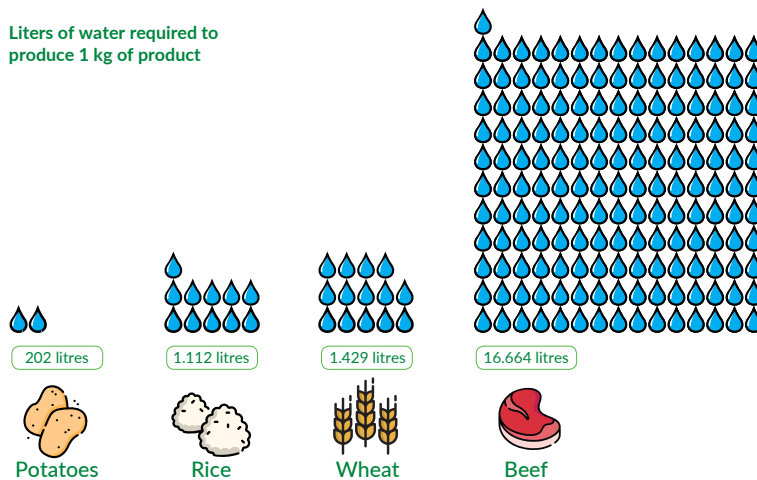 Liters of water required to
produce 1 kg of product
202 litres
1.112 litres
1.429 litres
16.664 litres
Potatoes
Rice
Wheat
Beef